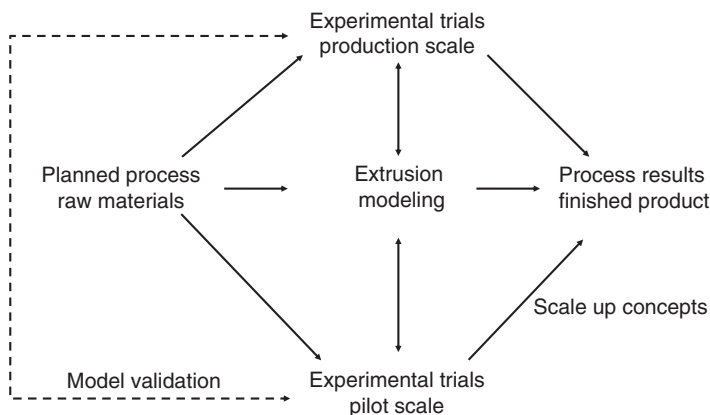 Experimental trials
production scale
Planned process
raw materials
Extrusion
modeling
Process results
finished product
Scale up concepts
Model validation
Experimental trials
pilot scale